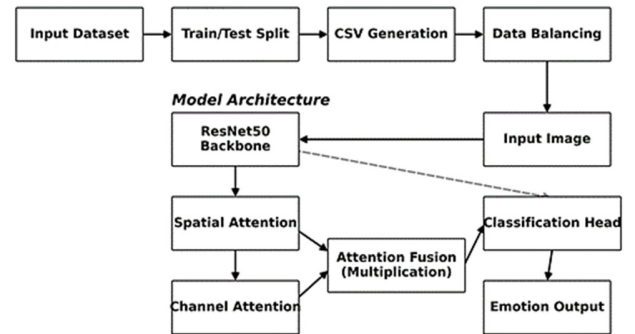 Input Dataset
Train/Test Split
CSV Generation
Data Balancing
Model Architecture
ResNet50
Backbone
Input Image
Spatial Attention
Attention Fusion
(Multiplication)
Classification Head
Channel Attention
Emotion Output